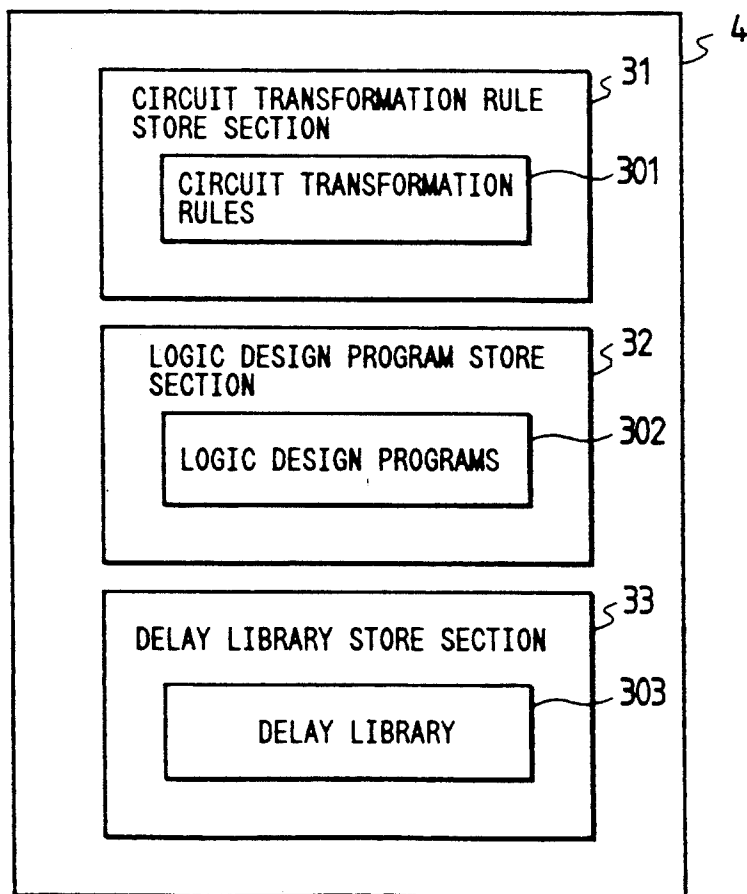 4
31
CIRCUIT TRANSFORMATION RULE
STORE SECTION
301
CIRCUIT TRANSFORMATION
RULES
32
LOGIC DESIGN PROGRAM STORE
SECTION
302
LOGIC DESIGN PROGRAMS
33
DELAY LIBRARY STORE SECTION
303
DELAY LIBRARY